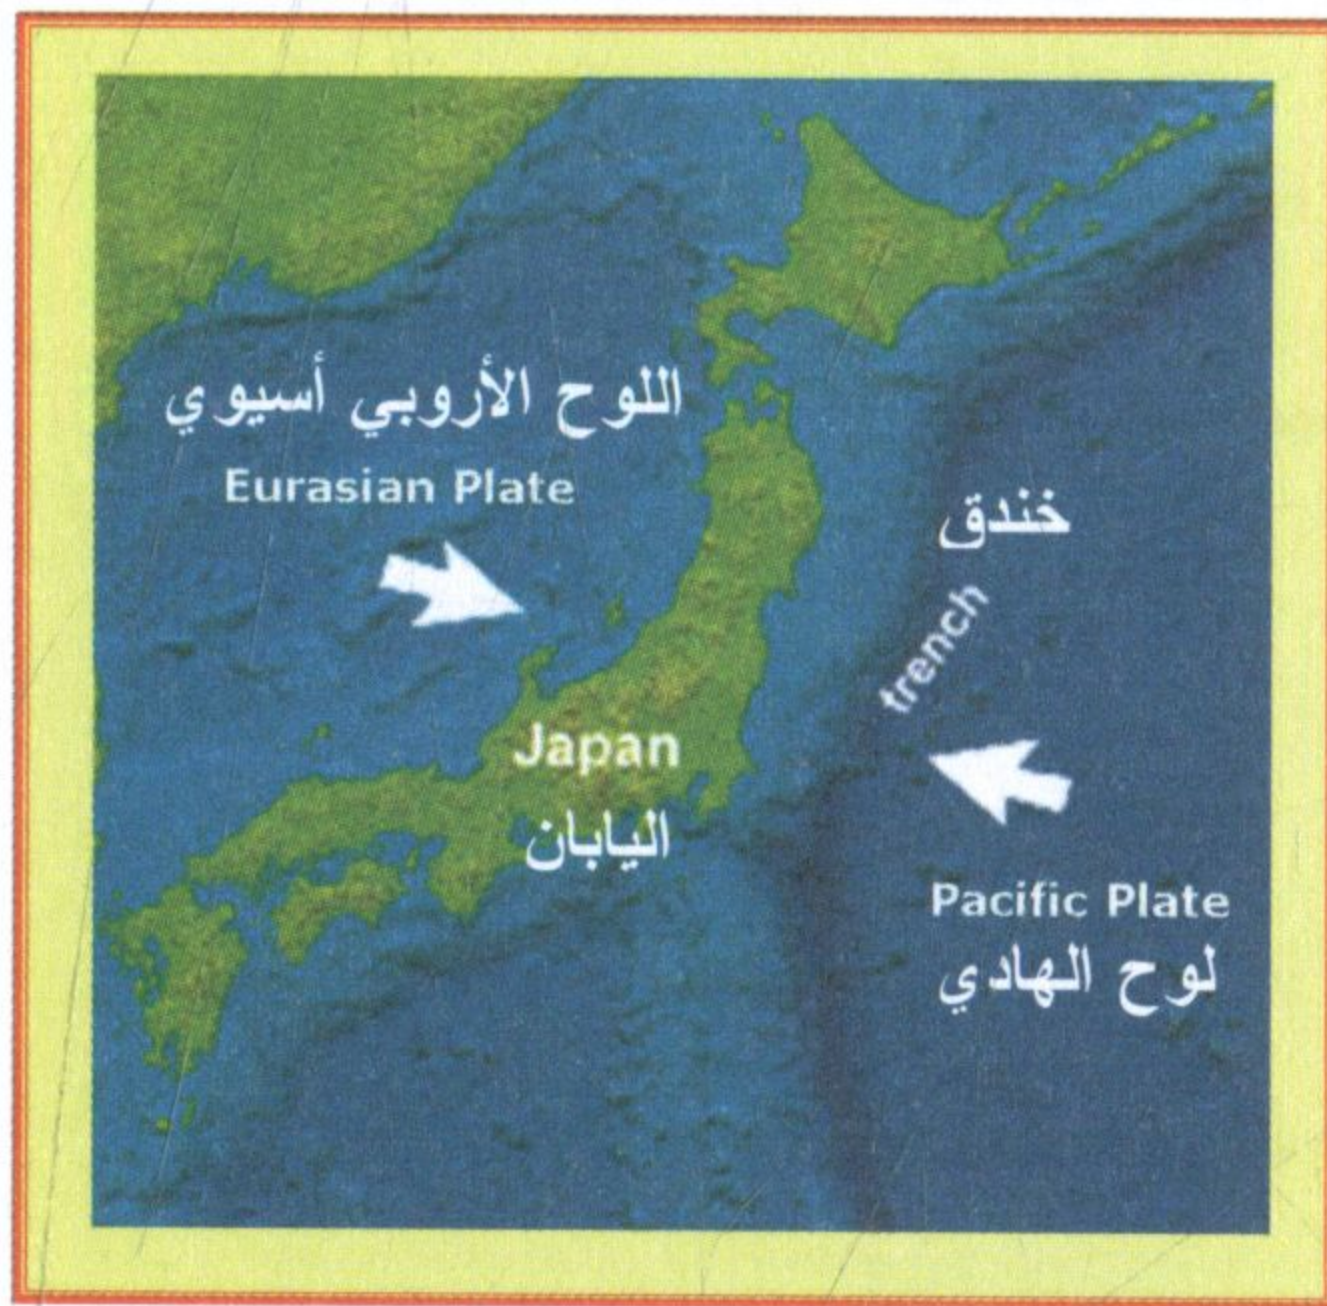 اللوح الأروبي أسيوي
Eurasian Plate
خندق
trench
Japan
اليابان
Pacific Plate
لوح الهادي